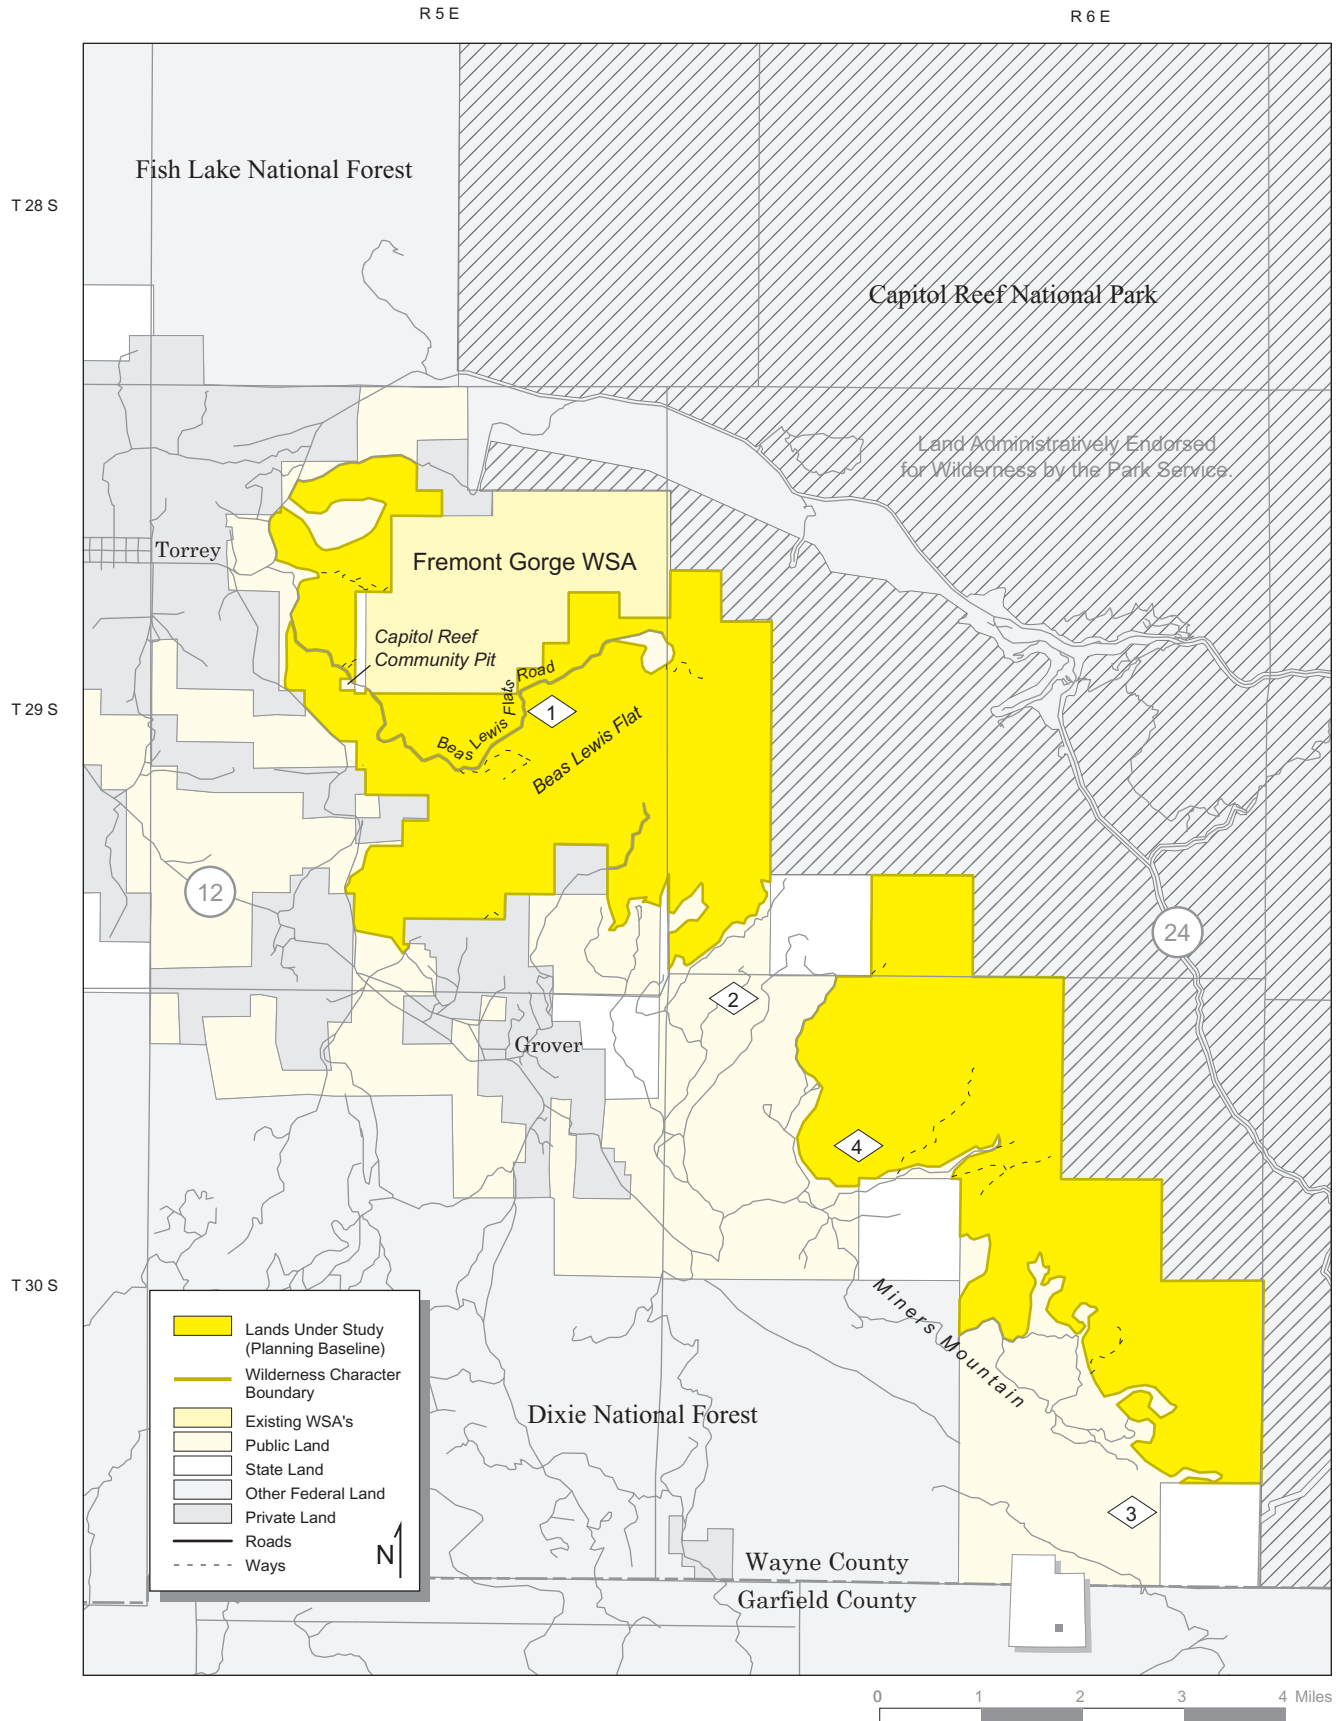 R 5 E
R 6 E
Fish Lake National Forest
T 28 S
Capitol Reef National Park
Land Administratively Endorsed
for Wilderness by the Park Service.
Torrey
Fremont Gorge WSA
Capitol Reef
Community Pit
Beas Lewis Flats Road
1
T 29 S
Beas Lewis Flat
12
24
2
Grover
4
T 30 S
Miners Mountain
Lands Under Study
(Planning Baseline)
Wilderness Character
Boundary
Existing WSA's
Public Land
State Land
Other Federal Land
Private Land
Roads
Ways
N
Dixie National Forest
3
Wayne County
Garfield County
0 1 2 3 4 Miles